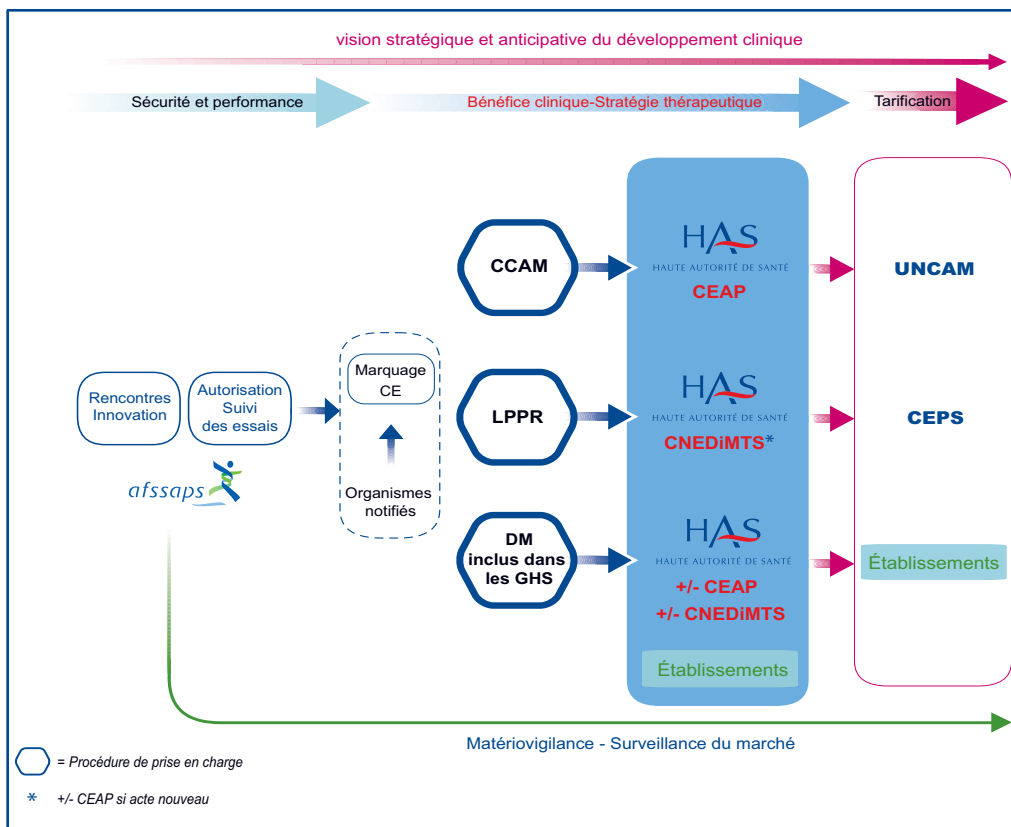 vision stratégique et anticipative du développement clinique
Sécurité et performance
Bénéfice clinique-Stratégie thérapeutique
Tarification
CCAM
HAS
HAUTE AUTORITÉ DE SANTÉ
CEAP
UNCAM
Rencontres
Innovation
Autorisation
Suivi
des essais
afssaps
Marquage
CE
Organismes
notifiés
LPPR
HAS
HAUTE AUTORITÉ DE SANTÉ
CNEDiMTS*
CEPS
DM
inclus dans
les GHS
HAS
HAUTE AUTORITÉ DE SANTÉ
+/- CEAP
+/- CNEDiMTS
Établissements
Établissements
Matériovigilance - Surveillance du marché
= Procédure de prise en charge
* +/- CEAP si acte nouveau